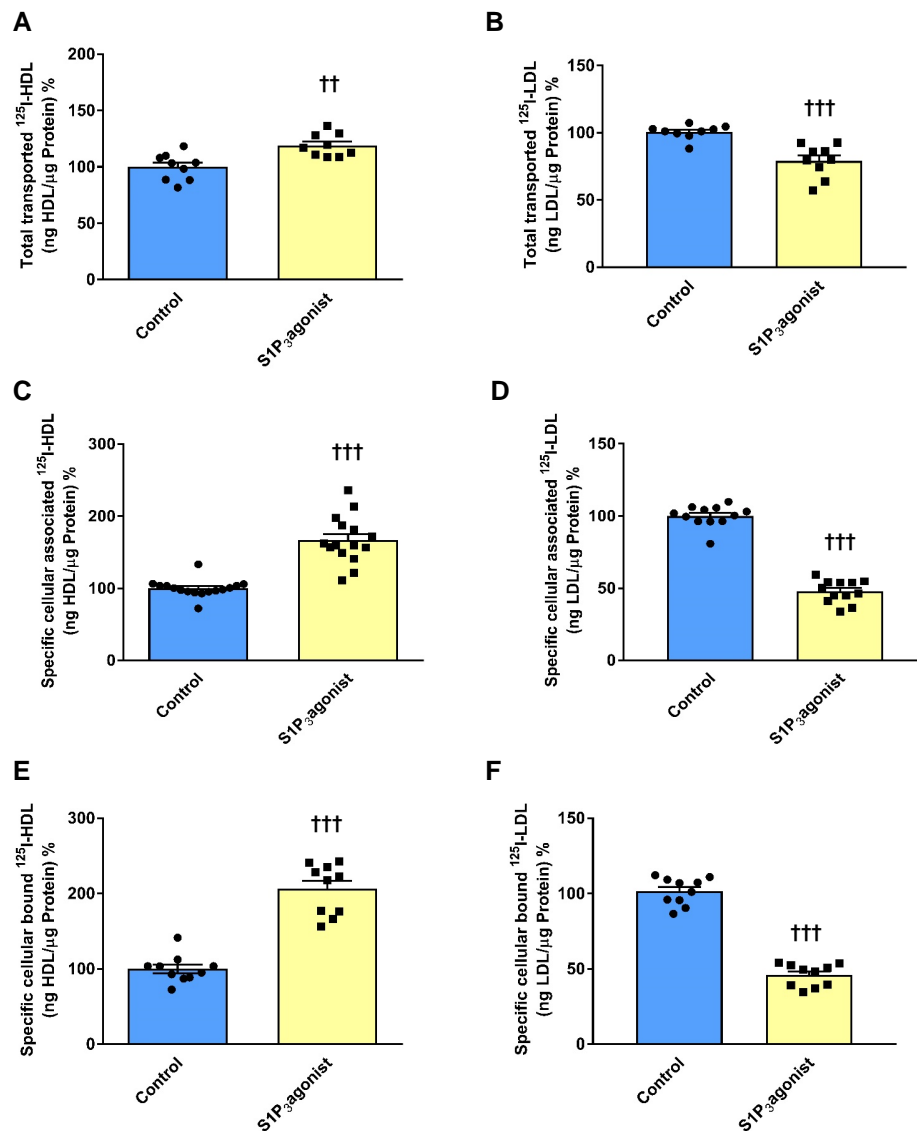 A
Total transported ¹²⁵I-HDL
(ng HDL/μg Protein) %
200
150
100
50
0
††
Control
S1P₃agonist
B
Total transported ¹²⁵I-LDL
(ng LDL/μg Protein) %
150
100
50
0
†††
Control
S1P₃agonist
C
Specific cellular associated ¹²⁵I-HDL
(ng HDL/μg Protein) %
300
200
100
0
†††
Control
S1P₃agonist
D
Specific cellular associated ¹²⁵I-LDL
(ng LDL/μg Protein) %
150
100
50
0
†††
Control
S1P₃agonist
E
Specific cellular bound ¹²⁵I-HDL
(ng HDL/μg Protein) %
300
200
100
0
†††
Control
S1P₃agonist
F
Specific cellular bound ¹²⁵I-LDL
(ng LDL/μg Protein) %
150
100
50
0
†††
Control
S1P₃agonist